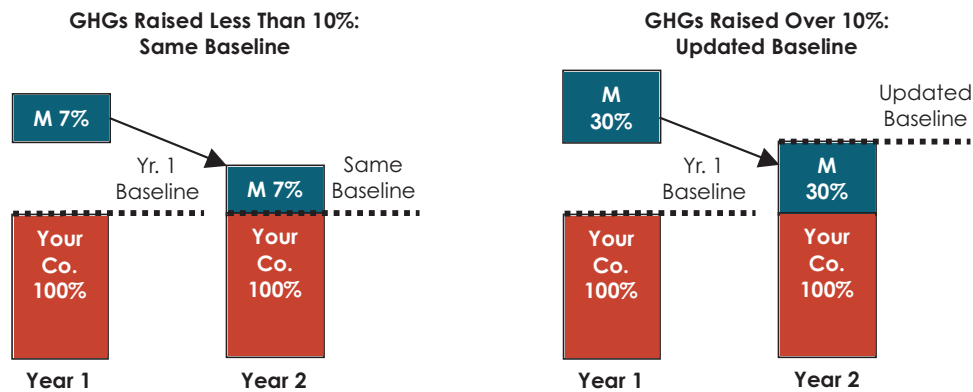 GHGs Raised Less Than 10%:
Same Baseline
M 7%
Yr. 1
Baseline
M 7%
Same
Baseline
Your
Co.
100%
Your
Co.
100%
Year 1
Year 2
GHGs Raised Over 10%:
Updated Baseline
M
30%
Updated
Baseline
Yr. 1
Baseline
M
30%
Your
Co.
100%
Your
Co.
100%
Year 1
Year 2